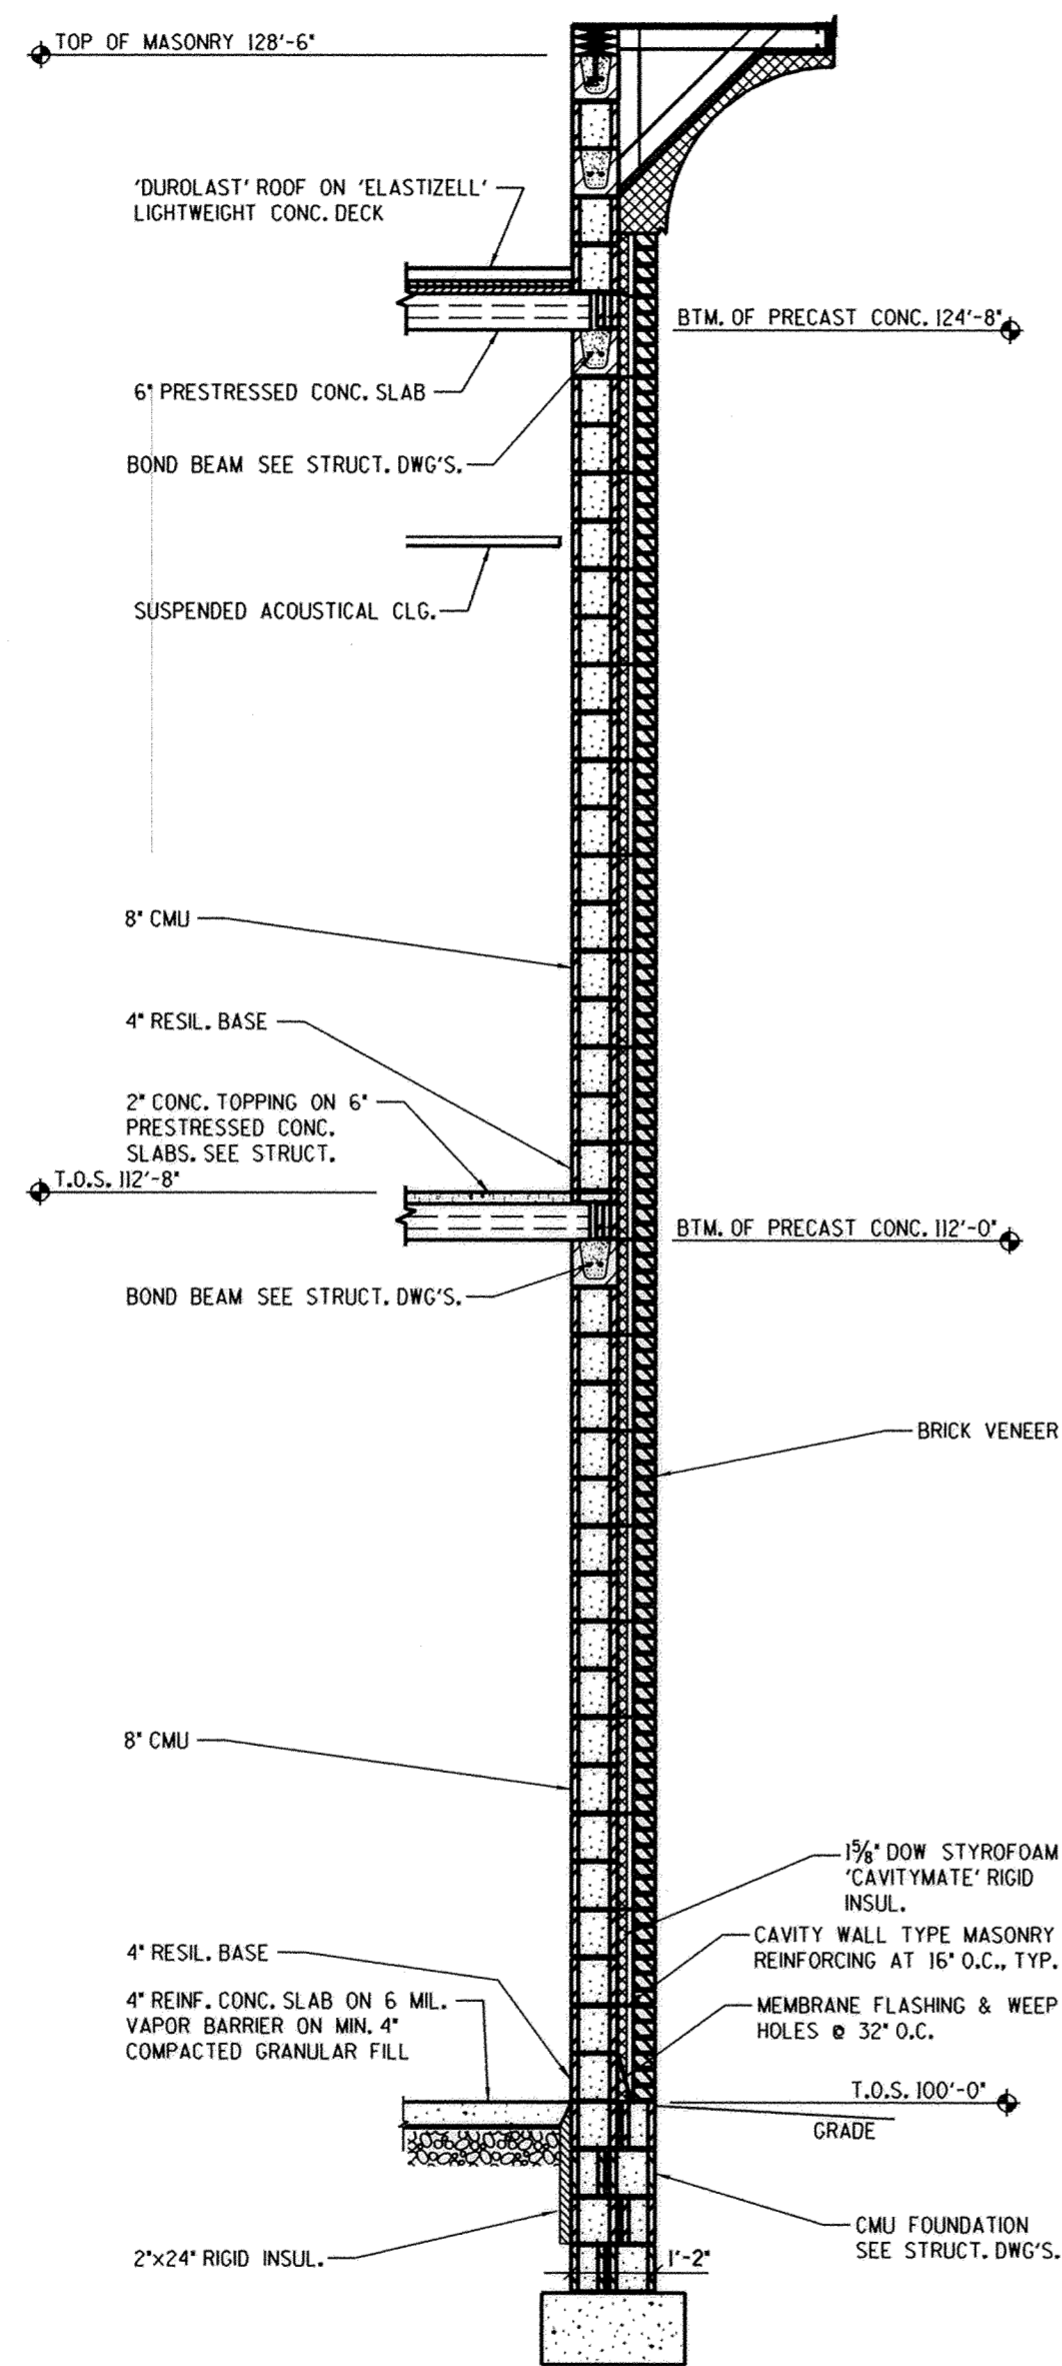 TOP OF MASONRY 128'-6"
'DUROLAST' ROOF ON 'ELASTIZELL'
LIGHTWEIGHT CONC. DECK
BTM. OF PRECAST CONC. 124'-8"
6" PRESTRESSED CONC. SLAB
BOND BEAM SEE STRUCT. DWG'S.
SUSPENDED ACOUSTICAL CLG.
8" CMU
4" RESIL. BASE
2" CONC. TOPPING ON 6"
PRESTRESSED CONC.
SLABS. SEE STRUCT.
T.O.S. 112'-8"
BTM. OF PRECAST CONC. 112'-0"
BOND BEAM SEE STRUCT. DWG'S.
BRICK VENEER
8" CMU
1⅝" DOW STYROFOAM
'CAVITYMATE' RIGID
INSUL.
CAVITY WALL TYPE MASONRY
REINFORCING AT 16" O.C., TYP.
4" RESIL. BASE
4" REINF. CONC. SLAB ON 6 MIL.
VAPOR BARRIER ON MIN. 4"
COMPACTED GRANULAR FILL
MEMBRANE FLASHING & WEEP
HOLES @ 32" O.C.
T.O.S. 100'-0"
GRADE
CMU FOUNDATION
SEE STRUCT. DWG'S.
2"x24" RIGID INSUL.
1'-2"